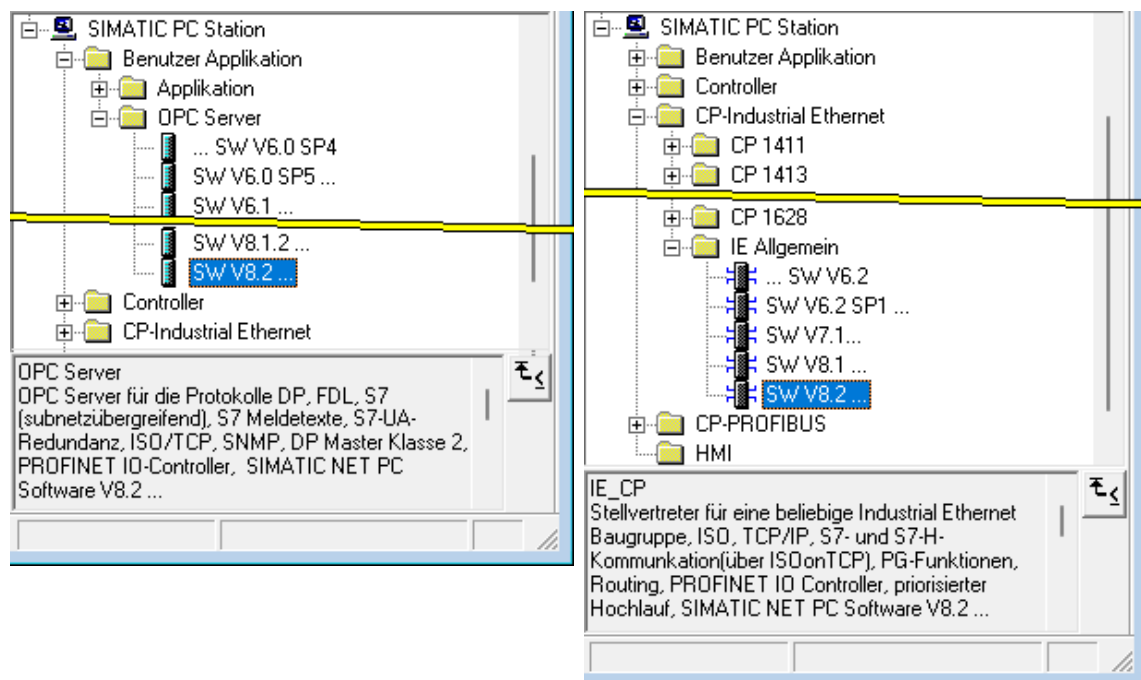 SIMATIC PC Station
Benutzer Applikation
Applikation
OPC Server
... SW V6.0 SP4
SW V6.0 SP5 ...
SW V6.1 ...
SW V8.1.2 ...
SW V8.2 ...
Controller
CP-Industrial Ethernet
OPC Server
OPC Server für die Protokolle DP, FDL, S7
(subnetzübergreifend), S7 Meldetexte, S7-UA-
Redundanz, ISO/TCP, SNMP, DP Master Klasse 2,
PROFINET IO-Controller, SIMATIC NET PC
Software V8.2 ...
SIMATIC PC Station
Benutzer Applikation
Controller
CP-Industrial Ethernet
CP 1411
CP 1413
CP 1628
IE Allgemein
... SW V6.2
SW V6.2 SP1 ...
SW V7.1...
SW V8.1 ...
SW V8.2 ...
CP-PROFIBUS
HMI
IE_CP
Stellvertreter für eine beliebige Industrial Ethernet
Baugruppe, ISO, TCP/IP, S7- und S7-H-
Kommunkation(über ISOonTCP), PG-Funktionen,
Routing, PROFINET IO Controller, priorisierter
Hochlauf, SIMATIC NET PC Software V8.2 ...